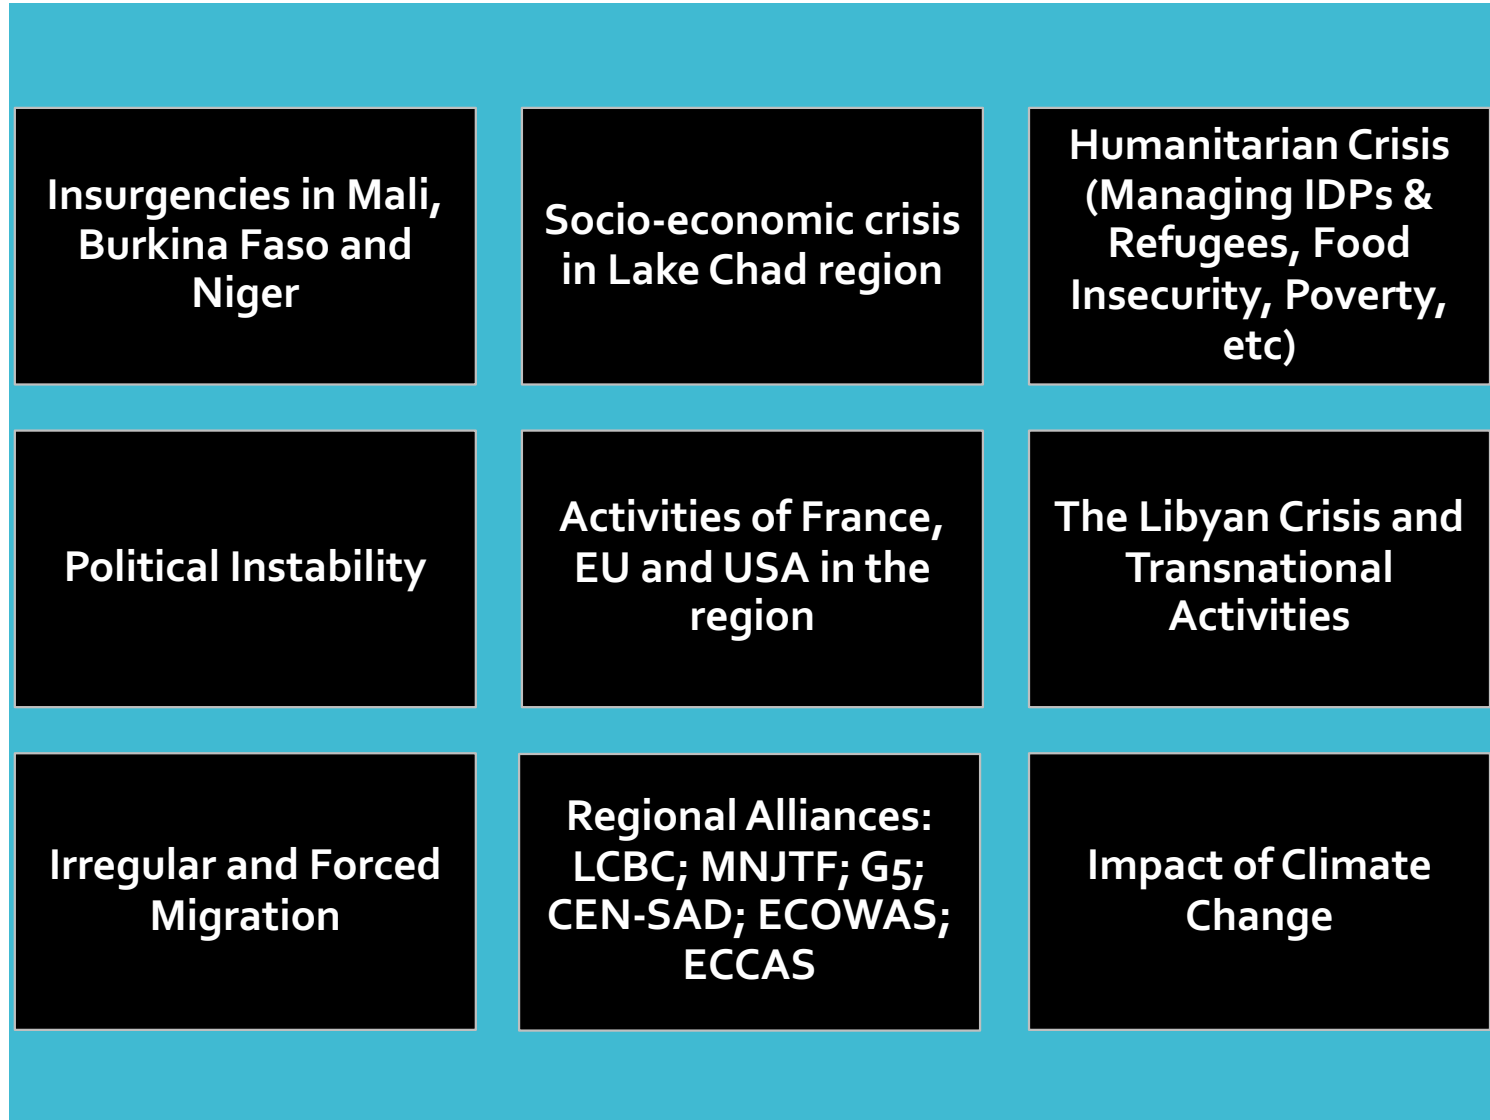 Insurgencies in Mali,
Burkina Faso and
Niger
Socio-economic crisis
in Lake Chad region
Humanitarian Crisis
(Managing IDPs &
Refugees, Food
Insecurity, Poverty,
etc)
Political Instability
Activities of France,
EU and USA in the
region
The Libyan Crisis and
Transnational
Activities
Irregular and Forced
Migration
Regional Alliances:
LCBC; MNJTF; G5;
CEN-SAD; ECOWAS;
ECCAS
Impact of Climate
Change